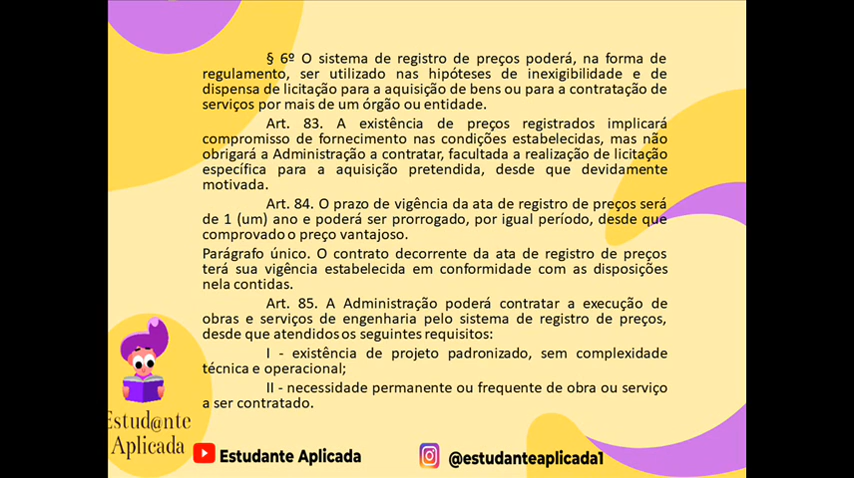 § 6º O sistema de registro de preços poderá, na forma de
regulamento, ser utilizado nas hipóteses de inexigibilidade e de
dispensa de licitação para a aquisição de bens ou para a contratação de
serviços por mais de um órgão ou entidade.
Art. 83. A existência de preços registrados implicará
compromisso de fornecimento nas condições estabelecidas, mas não
obrigará a Administração a contratar, facultada a realização de licitação
específica para a aquisição pretendida, desde que devidamente
motivada.
Art. 84. O prazo de vigência da ata de registro de preços será
de 1 (um) ano e poderá ser prorrogado, por igual período, desde que
comprovado o preço vantajoso.
Parágrafo único. O contrato decorrente da ata de registro de preços
terá sua vigência estabelecida em conformidade com as disposições
nela contidas.
Art. 85. A Administração poderá contratar a execução de
obras e serviços de engenharia pelo sistema de registro de preços,
desde que atendidos os seguintes requisitos:
I - existência de projeto padronizado, sem complexidade
técnica e operacional;
II - necessidade permanente ou frequente de obra ou serviço
a ser contratado.
Estud@nte
Aplicada
Estudante Aplicada
@estudanteaplicada1